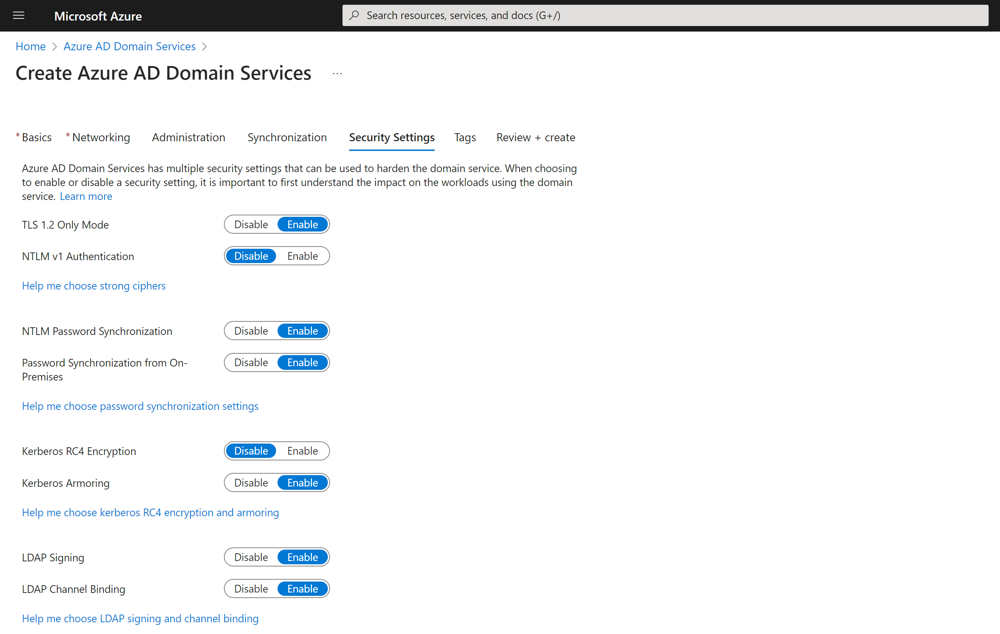 Microsoft Azure
Search resources, services, and docs (G+/)
Home > Azure AD Domain Services >
Create Azure AD Domain Services ...
* Basics * Networking Administration Synchronization Security Settings Tags Review + create
Azure AD Domain Services has multiple security settings that can be used to harden the domain service. When choosing
to enable or disable a security setting, it is important to first understand the impact on the workloads using the domain
service. Learn more
TLS 1.2 Only Mode Disable Enable
NTLM v1 Authentication Disable Enable
Help me choose strong ciphers
NTLM Password Synchronization Disable Enable
Password Synchronization from On- Disable Enable
Premises
Help me choose password synchronization settings
Kerberos RC4 Encryption Disable Enable
Kerberos Armoring Disable Enable
Help me choose kerberos RC4 encryption and armoring
LDAP Signing Disable Enable
LDAP Channel Binding Disable Enable
Help me choose LDAP signing and channel binding